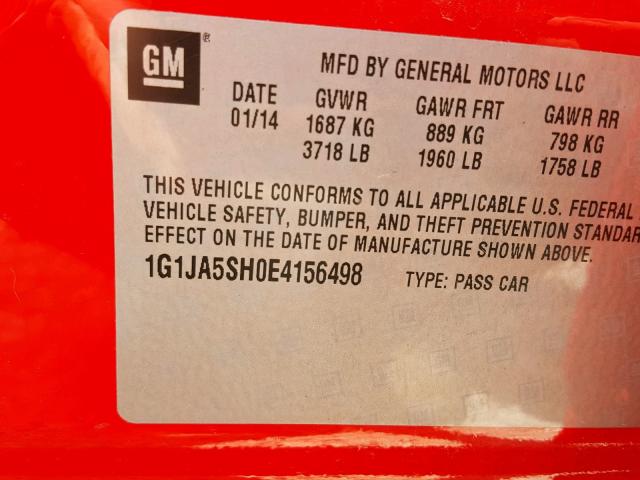 GM®
MFD BY GENERAL MOTORS LLC
DATE GVWR GAWR FRT GAWR RR
01/14 1687 KG 889 KG 798 KG
3718 LB 1960 LB 1758 LB
THIS VEHICLE CONFORMS TO ALL APPLICABLE U.S. FEDERAL
VEHICLE SAFETY, BUMPER, AND THEFT PREVENTION STANDAR
EFFECT ON THE DATE OF MANUFACTURE SHOWN ABOVE.
1G1JA5SH0E4156498 TYPE: PASS CAR